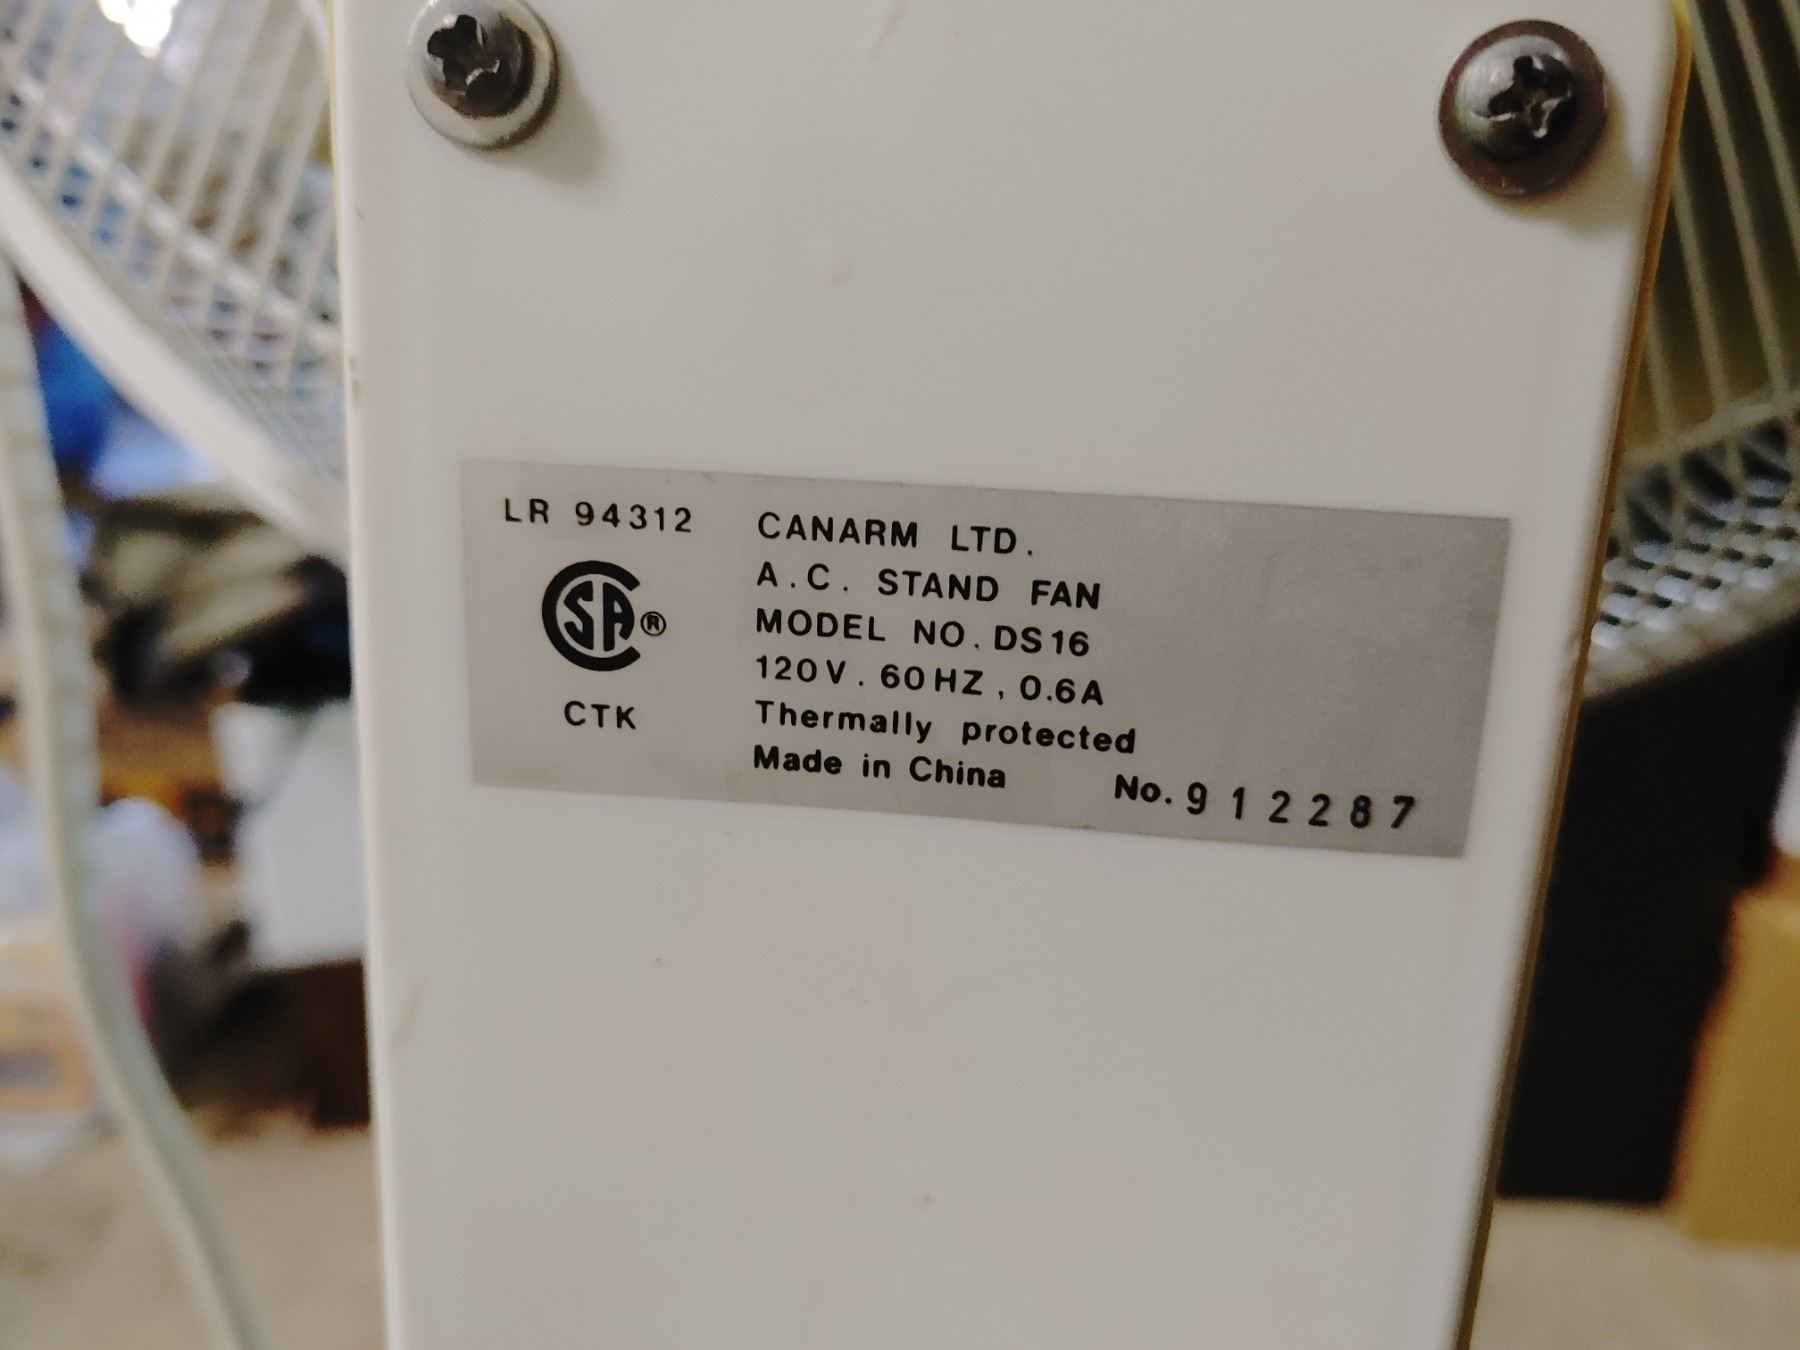 LR 94312
CSA®
CTK
CANARM LTD.
A.C. STAND FAN
MODEL NO. DS16
120V. 60HZ, 0.6A
Thermally protected
Made in China No. 912287